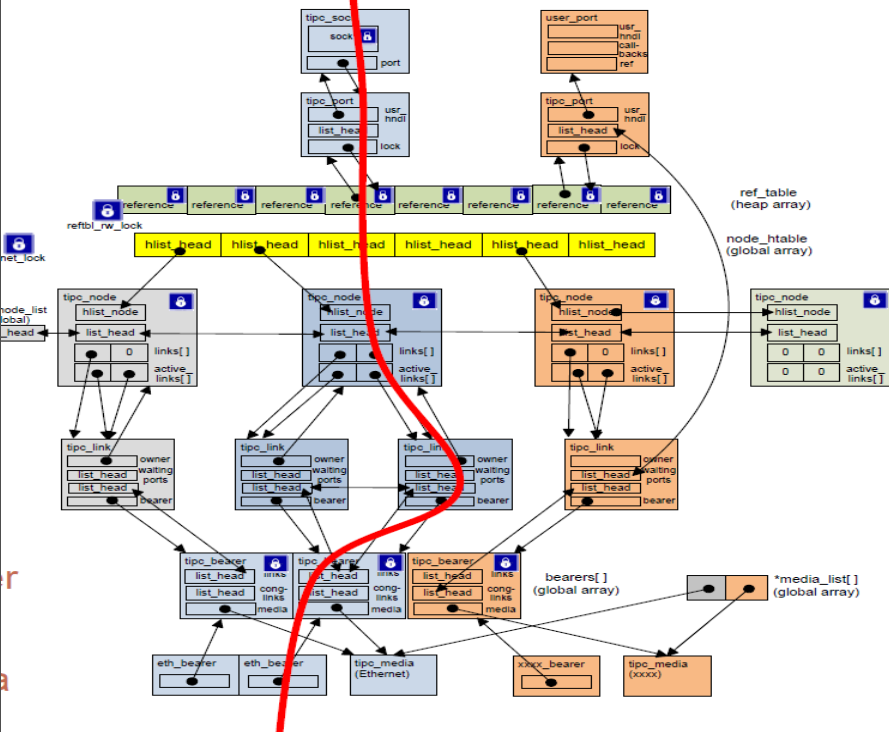 tipc_sock
sock
port
user_port
usr_
hndl
call-
backs
ref
tipc_port
usr_
hndl
list_head
lock
tipc_port
usr_
hndl
list_head
lock
reference
reference
reference
reference
reference
reference
reference
reference
ref_table
(heap array)
reftbl_rw_lock
net_lock
hlist_head
hlist_head
hlist_head
hlist_head
hlist_head
hlist_head
node_htable
(global array)
node_list
obal)
_head
tipc_node
hlist_node
list_head
0
links[ ]
active_
links[ ]
tipc_node
hlist_node
list_head
links[ ]
active_
links[ ]
tipc_node
hlist_node
list_head
0
links[ ]
active_
links[ ]
tipc_node
hlist_node
list_head
0
0
links[ ]
0
0
active_
links[ ]
tipc_link
owner
waiting
ports
list_head
list_head
bearer
tipc_link
owner
waiting
ports
list_head
list_head
bearer
tipc_link
owner
waiting
ports
list_head
list_head
bearer
tipc_link
owner
waiting
ports
list_head
list_head
bearer
er
a
tipc_bearer
links
list_head
cong-
links
list_head
media
tipc_bearer
links
list_head
cong-
links
list_head
media
tipc_bearer
links
list_head
cong-
links
list_head
media
bearers[ ]
(global array)
*media_list[ ]
(global array)
eth_bearer
eth_bearer
tipc_media
(Ethernet)
xxxx_bearer
tipc_media
(xxxx)